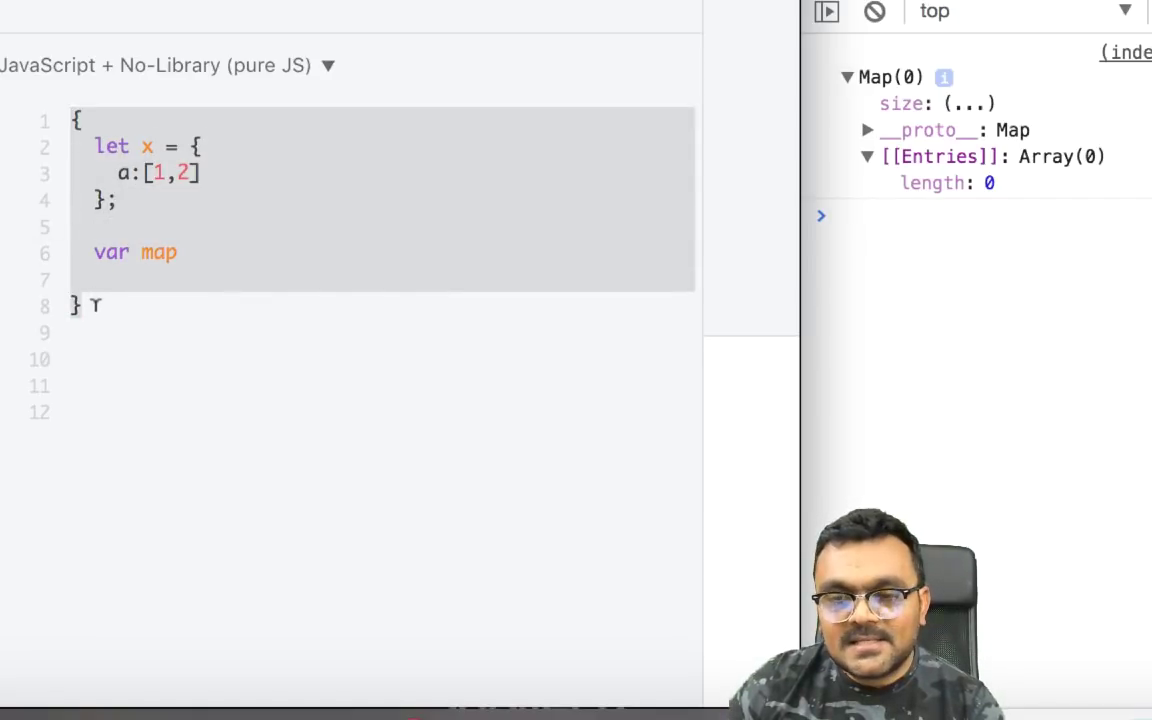 JavaScript + No-Library (pure JS) ▼
1 {
2 let x = {
3 a:[1,2]
4 };
5
6 var map
7
8 }
9
10
11
12
top ▼
(inde
▼Map(0) i
size: (...)
▶ __proto__: Map
▼[[Entries]]: Array(0)
length: 0
>